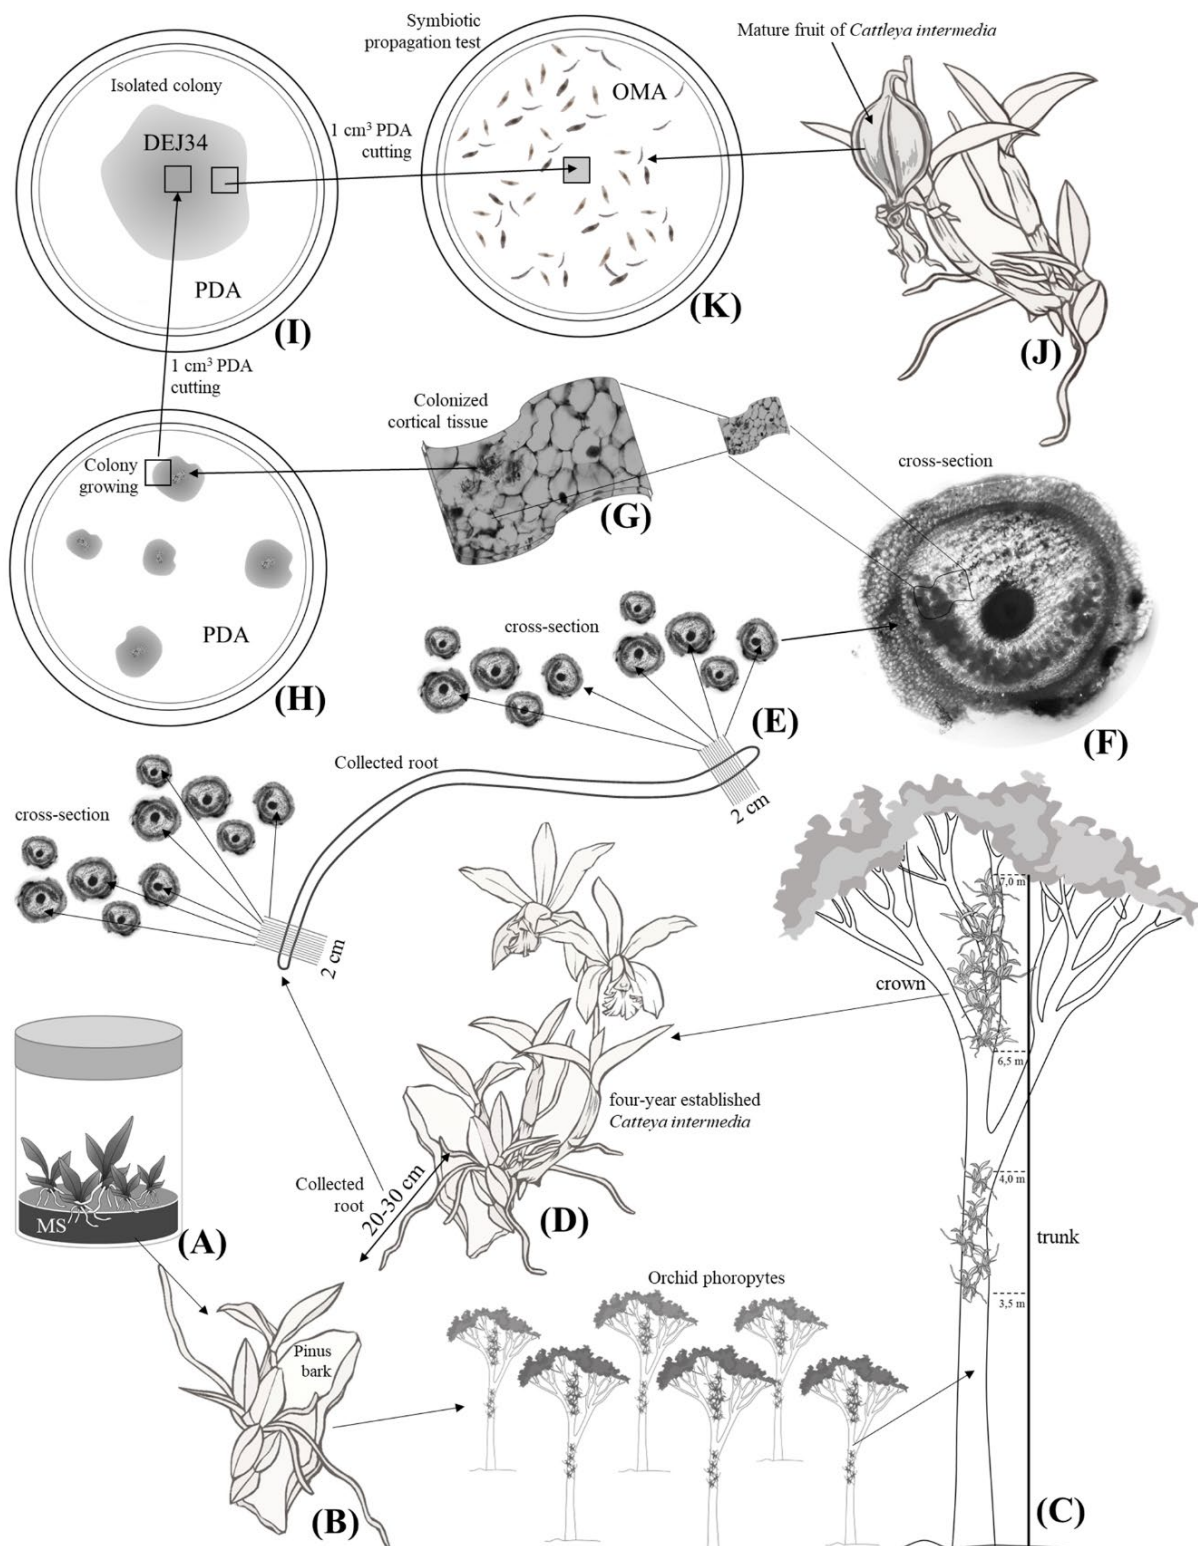 Symbiotic
propagation test
Mature fruit of Cattleya intermedia
Isolated colony
DEJ34
OMA
1 cm³ PDA
cutting
PDA
(I)
(K)
(J)
1 cm³ PDA
cutting
Colonized
cortical tissue
Colony
growing
(G)
cross-section
PDA
(H)
cross-section
(E)
(F)
Collected root
2 cm
cross-section
2 cm
7,0 m
crown
6,5 m
four-year established
Catteya intermedia
MS
(A)
Collected
root
20-30 cm
(D)
4,0 m
trunk
3,5 m
Orchid phoropytes
Pinus
bark
(B)
(C)